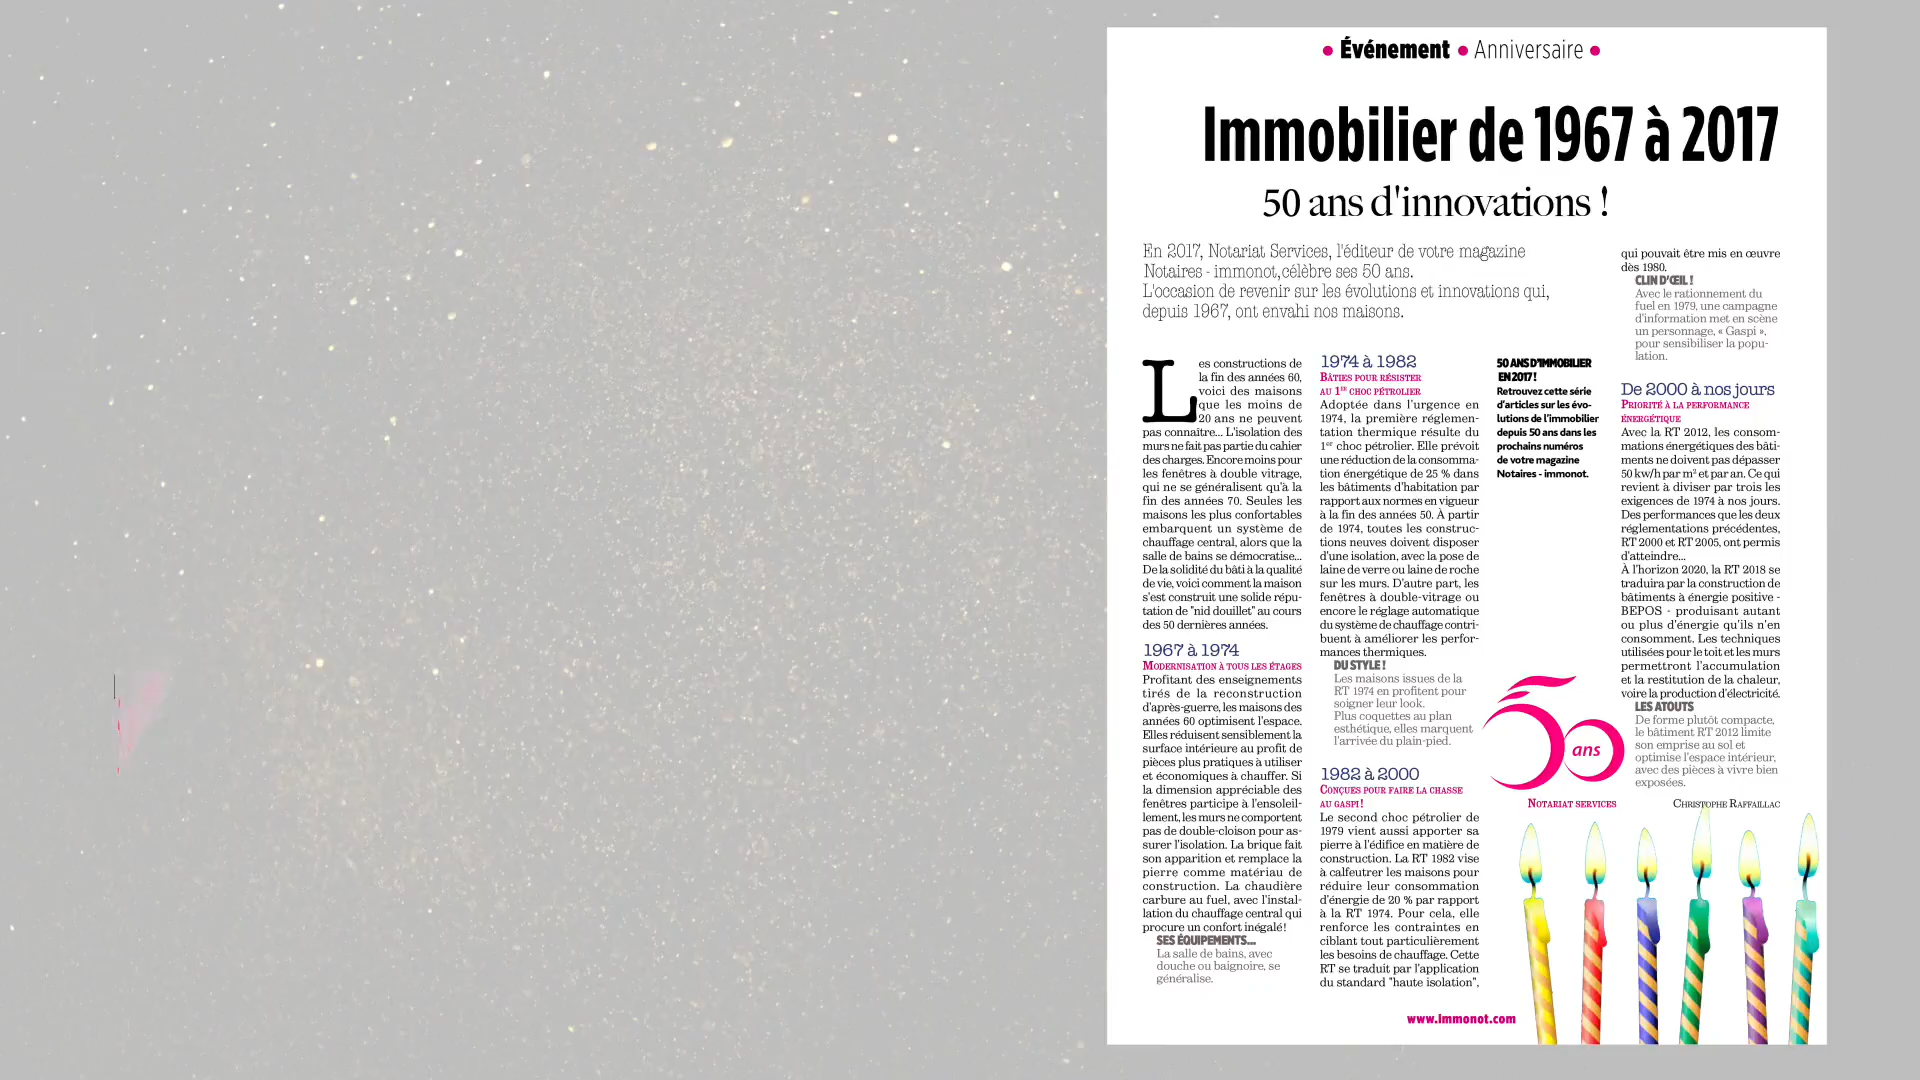 • Événement • Anniversaire •
Immobilier de 1967 à 2017
50 ans d'innovations !
En 2017, Notariat Services, l'éditeur de votre magazine
Notaires - immonot,célèbre ses 50 ans.
L'occasion de revenir sur les évolutions et innovations qui,
depuis 1967, ont envahi nos maisons.
Les constructions de
la fin des années 60,
voici des maisons
que les moins de
20 ans ne peuvent
pas connaître... L'isolation des
murs ne fait pas partie du cahier
des charges. Encore moins pour
les fenêtres à double vitrage,
qui ne se généralisent qu'à la
fin des années 70. Seules les
maisons les plus confortables
embarquent un système de
chauffage central, alors que la
salle de bains se démocratise...
De la solidité du bâti à la qualité
de vie, voici comment la maison
s'est construit une solide répu-
tation de "nid douillet" au cours
des 50 dernières années.
1967 à 1974
Modernisation à tous les étages
Profitant des enseignements
tirés de la reconstruction
d'après-guerre, les maisons des
années 60 optimisent l'espace.
Elles réduisent sensiblement la
surface intérieure au profit de
pièces plus pratiques à utiliser
et économiques à chauffer. Si
la dimension appréciable des
fenêtres participe à l'ensoleil-
lement, les murs ne comportent
pas de double-cloison pour as-
surer l'isolation. La brique fait
son apparition et remplace la
pierre comme matériau de
construction. La chaudière
carbure au fuel, avec l'instal-
lation du chauffage central qui
procure un confort inégalé !
SES ÉQUIPEMENTS...
La salle de bains, avec
douche ou baignoire, se
généralise.
1974 à 1982
Bâties pour résister
au 1er choc pétrolier
Adoptée dans l'urgence en
1974, la première réglemen-
tation thermique résulte du
1er choc pétrolier. Elle prévoit
une réduction de la consomma-
tion énergétique de 25 % dans
les bâtiments d'habitation par
rapport aux normes en vigueur
à la fin des années 50. À partir
de 1974, toutes les construc-
tions neuves doivent disposer
d'une isolation, avec la pose de
laine de verre ou laine de roche
sur les murs. D'autre part, les
fenêtres à double-vitrage ou
encore le réglage automatique
du système de chauffage contri-
buent à améliorer les perfor-
mances thermiques.
DU STYLE !
Les maisons issues de la
RT 1974 en profitent pour
soigner leur look.
Plus coquettes au plan
esthétique, elles marquent
l'arrivée du plain-pied.
1982 à 2000
Conçues pour faire la chasse
au gaspi !
Le second choc pétrolier de
1979 vient aussi apporter sa
pierre à l'édifice en matière de
construction. La RT 1982 vise
à calfeutrer les maisons pour
réduire leur consommation
d'énergie de 20 % par rapport
à la RT 1974. Pour cela, elle
renforce les contraintes en
ciblant tout particulièrement
les besoins de chauffage. Cette
RT se traduit par l'application
du standard "haute isolation",
qui pouvait être mis en œuvre
dès 1980.
CLIN D'ŒIL !
Avec le rationnement du
fuel en 1979, une campagne
d'information met en scène
un personnage, « Gaspi »,
pour sensibiliser la popu-
lation.
50 ANS D'IMMOBILIER
EN 2017 !
Retrouvez cette série
d'articles sur les évo-
lutions de l'immobilier
depuis 50 ans dans les
prochains numéros
de votre magazine
Notaires - immonot.
De 2000 à nos jours
Priorité à la performance
énergétique
Avec la RT 2012, les consom-
mations énergétiques des bâti-
ments ne doivent pas dépasser
50 kw/h par m² et par an. Ce qui
revient à diviser par trois les
exigences de 1974 à nos jours.
Des performances que les deux
réglementations précédentes,
RT 2000 et RT 2005, ont permis
d'atteindre...
À l'horizon 2020, la RT 2018 se
traduira par la construction de
bâtiments à énergie positive -
BEPOS - produisant autant
ou plus d'énergie qu'ils n'en
consomment. Les techniques
utilisées pour le toit et les murs
permettront l'accumulation
et la restitution de la chaleur,
voire la production d'électricité.
LES ATOUTS
De forme plutôt compacte,
le bâtiment RT 2012 limite
son emprise au sol et
optimise l'espace intérieur,
avec des pièces à vivre bien
exposées.
Christophe Raffaillac
50 ans
Notariat services
www.immonot.com